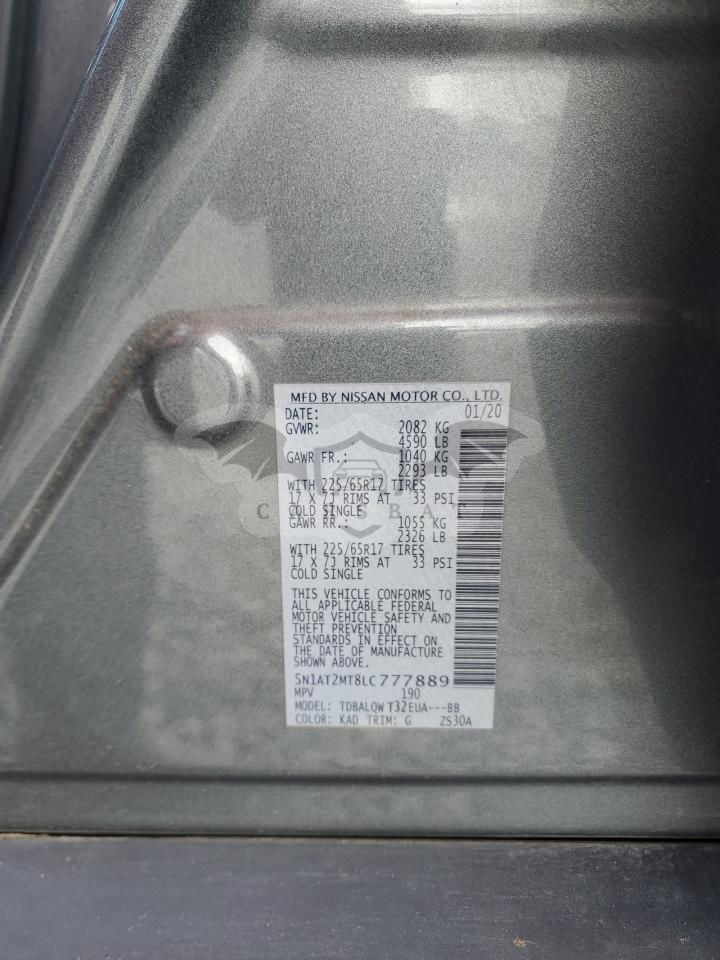 MFD BY NISSAN MOTOR CO., LTD.
DATE: 01/20
GVWR: 2082 KG
4590 LB
GAWR FR.: 1040 KG
2293 LB
WITH 225/65R17 TIRES
17 X 7J RIMS AT 33 PSI
COLD SINGLE
GAWR RR.: 1055 KG
2326 LB
WITH 225/65R17 TIRES
17 X 7J RIMS AT 33 PSI
COLD SINGLE
THIS VEHICLE CONFORMS TO
ALL APPLICABLE FEDERAL
MOTOR VEHICLE SAFETY AND
THEFT PREVENTION
STANDARDS IN EFFECT ON
THE DATE OF MANUFACTURE
SHOWN ABOVE.
5N1AT2MT8LC777889
MPV 190
MODEL: TDBALQW T32EUA---BB
COLOR: KAD TRIM: G ZS30A